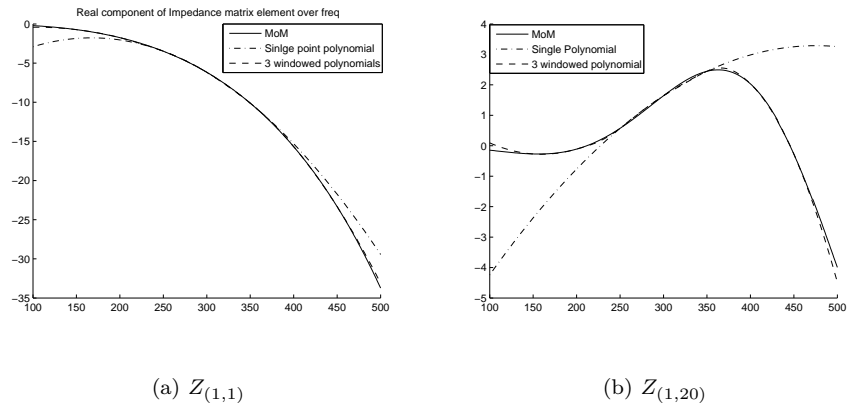 Real component of Impedance matrix element over freq
MoM
Sinlge point polynomial
3 windowed polynomials
0
−5
−10
−15
−20
−25
−30
−35
100 150 200 250 300 350 400 450 500
(a) Z(1,1)
MoM
Single Polynomial
3 windowed polynomial
4
3
2
1
0
−1
−2
−3
−4
−5
100 150 200 250 300 350 400 450 500
(b) Z(1,20)